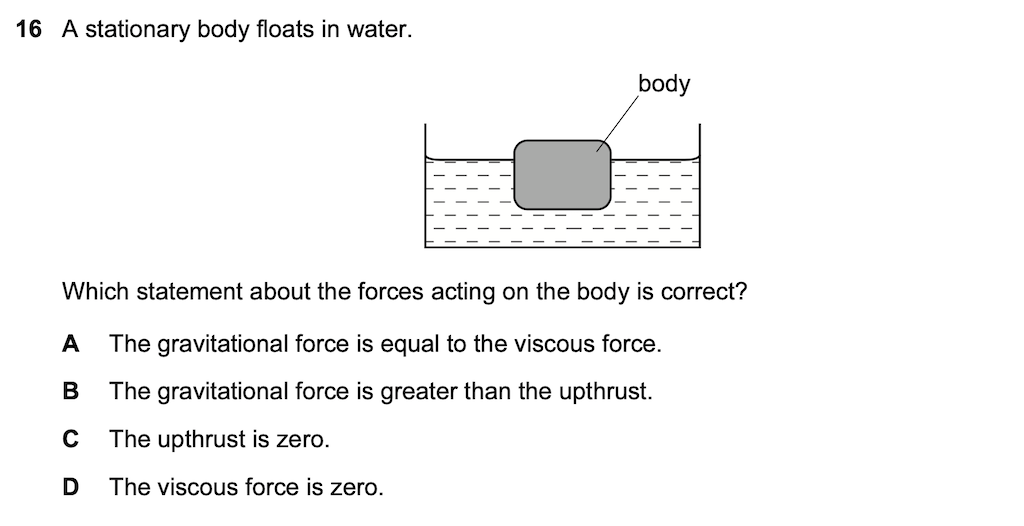 16 A stationary body floats in water.
body
Which statement about the forces acting on the body is correct?
A The gravitational force is equal to the viscous force.
B The gravitational force is greater than the upthrust.
C The upthrust is zero.
D The viscous force is zero.